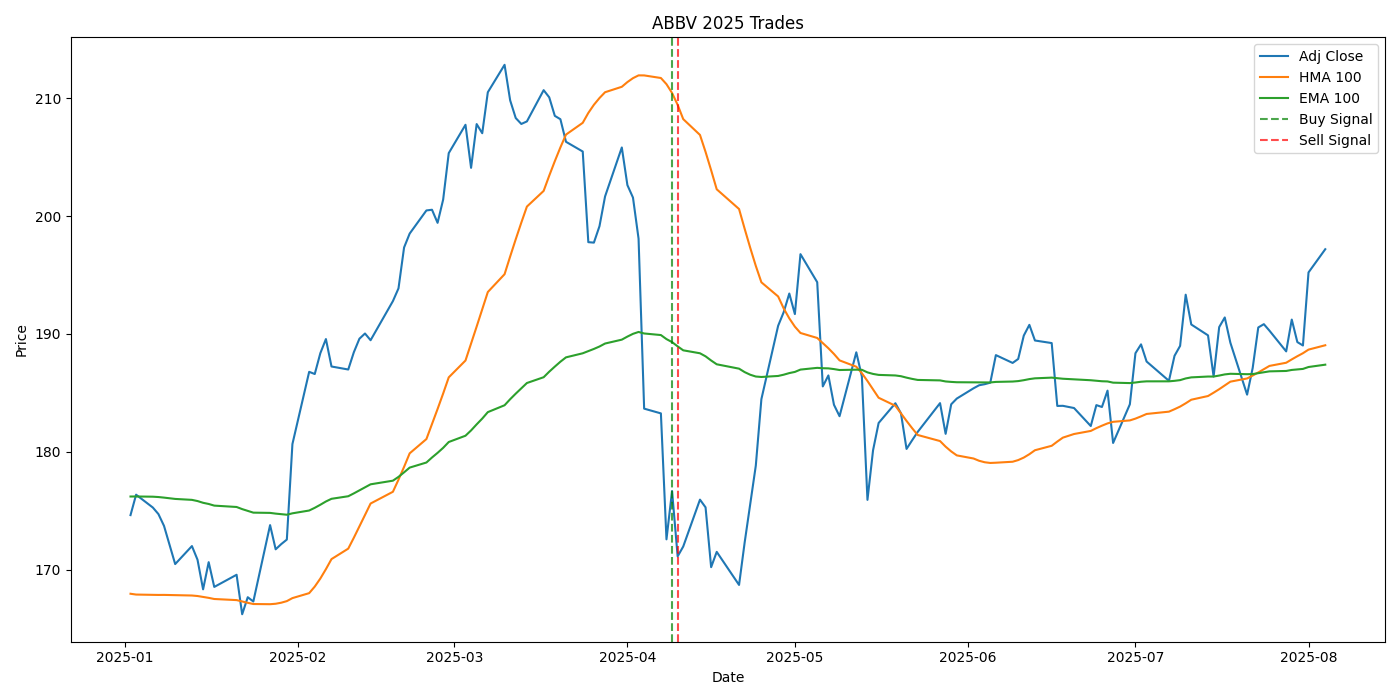 ABBV 2025 Trades
Adj Close
HMA 100
EMA 100
Buy Signal
Sell Signal
Price
210
200
190
180
170
2025-01
2025-02
2025-03
2025-04
2025-05
2025-06
2025-07
2025-08
Date